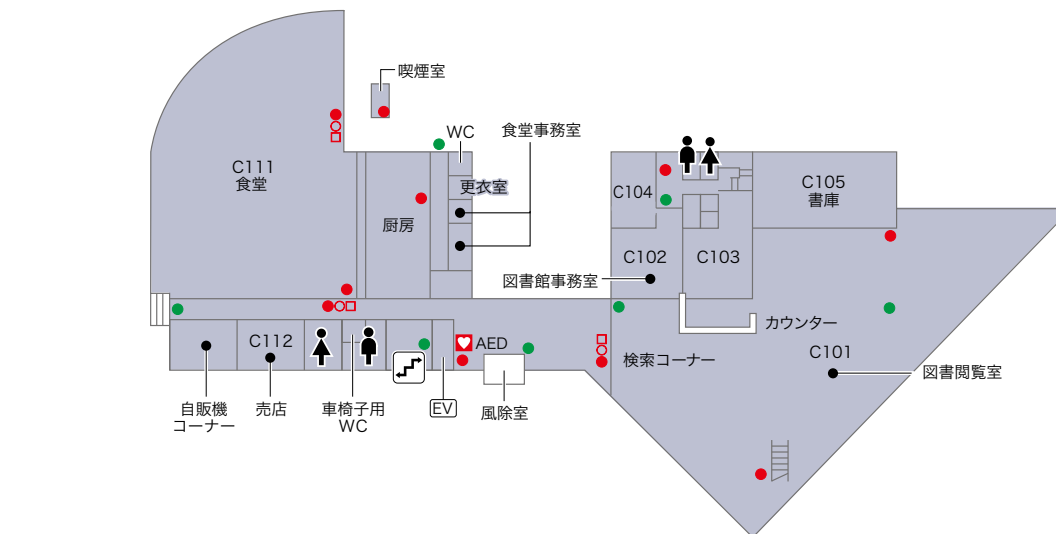 喫煙室
WC
食堂事務室
C111
食堂
更衣室
厨房
C104
C105
書庫
C102
C103
図書館事務室
カウンター
C112
AED
検索コーナー
C101
図書閲覧室
自販機
コーナー
売店
車椅子用
WC
EV
風除室